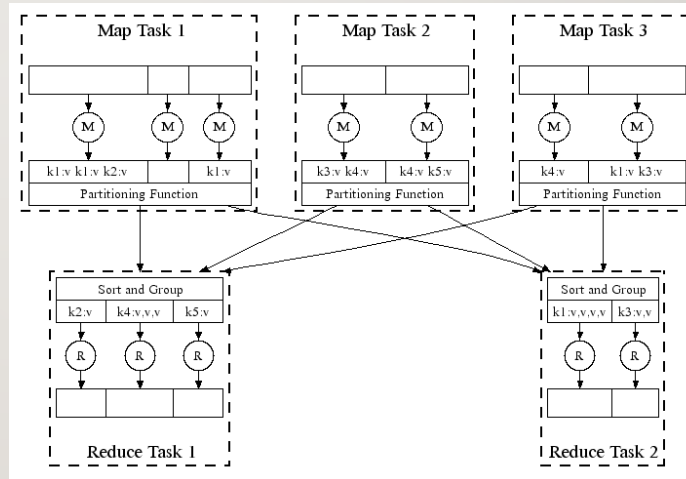 Map Task 1
Map Task 2
Map Task 3
M M M
M M
M M
k1:v k1:v k2:v
k1:v
k3:v k4:v
k4:v k5:v
k4:v
k1:v k3:v
Partitioning Function
Partitioning Function
Partitioning Function
Sort and Group
Sort and Group
k2:v
k4:v,v,v
k5:v
k1:v,v,v,v
k3:v,v
R R R
R R
Reduce Task 1
Reduce Task 2